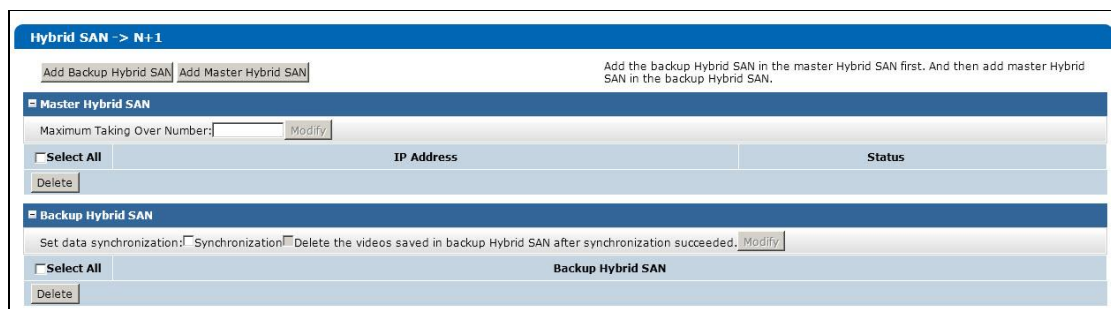 Hybrid SAN -> N+1
Add Backup Hybrid SAN Add Master Hybrid SAN
Add the backup Hybrid SAN in the master Hybrid SAN first. And then add master Hybrid
SAN in the backup Hybrid SAN.
Master Hybrid SAN
Maximum Taking Over Number: Modify
Select All IP Address Status
Delete
Backup Hybrid SAN
Set data synchronization: Synchronization Delete the videos saved in backup Hybrid SAN after synchronization succeeded. Modify
Select All Backup Hybrid SAN
Delete